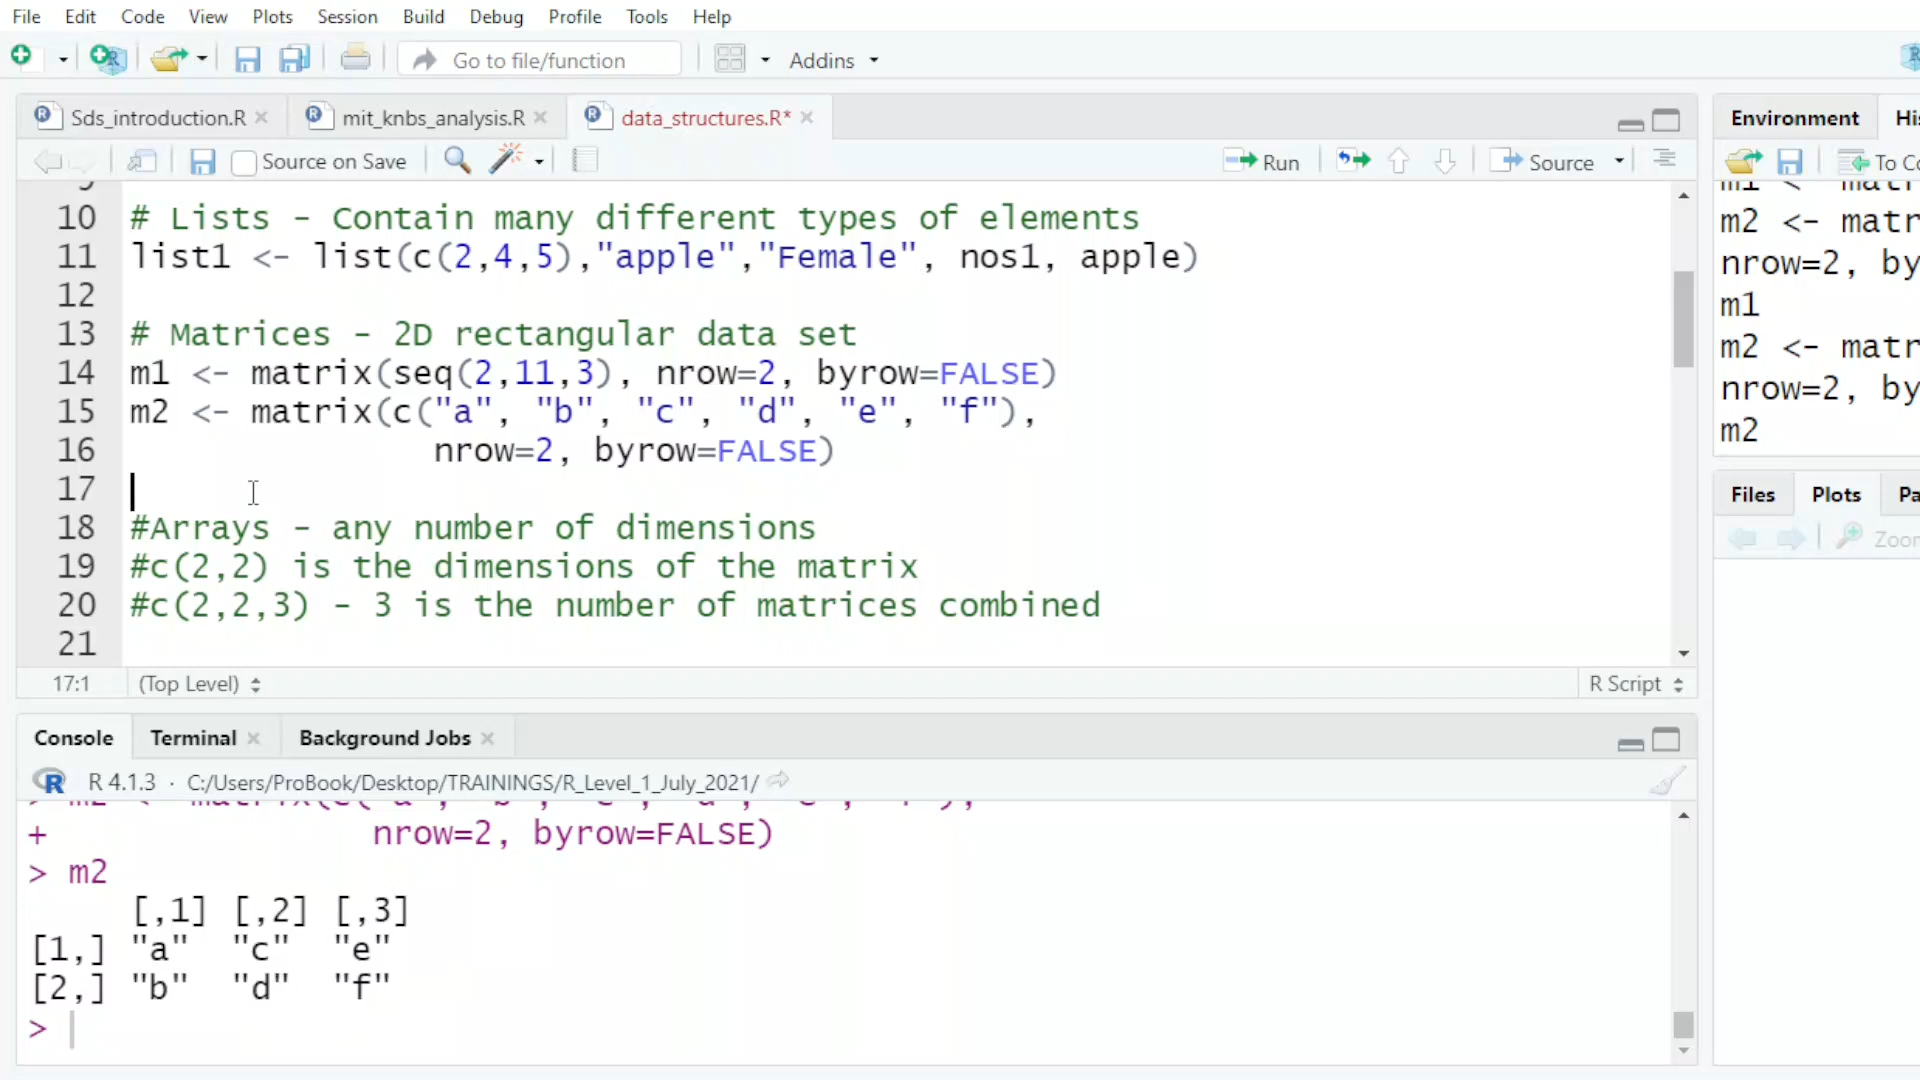 File Edit Code View Plots Session Build Debug Profile Tools Help
Go to file/function Addins
Sds_introduction.R mit_knbs_analysis.R data_structures.R*
Source on Save Run Source
10 # Lists - Contain many different types of elements
11 list1 <- list(c(2,4,5),"apple","Female", nos1, apple)
12
13 # Matrices - 2D rectangular data set
14 m1 <- matrix(seq(2,11,3), nrow=2, byrow=FALSE)
15 m2 <- matrix(c("a", "b", "c", "d", "e", "f"),
16 nrow=2, byrow=FALSE)
17
18 #Arrays - any number of dimensions
19 #c(2,2) is the dimensions of the matrix
20 #c(2,2,3) - 3 is the number of matrices combined
21
17:1 (Top Level) R Script
Console Terminal Background Jobs
R 4.1.3 · C:/Users/ProBook/Desktop/TRAININGS/R_Level_1_July_2021/
+ nrow=2, byrow=FALSE)
> m2
[,1] [,2] [,3]
[1,] "a" "c" "e"
[2,] "b" "d" "f"
>
Environment
To
m2 <- matr
nrow=2, by
m1
m2 <- matr
nrow=2, by
m2
Files Plots
Zoo